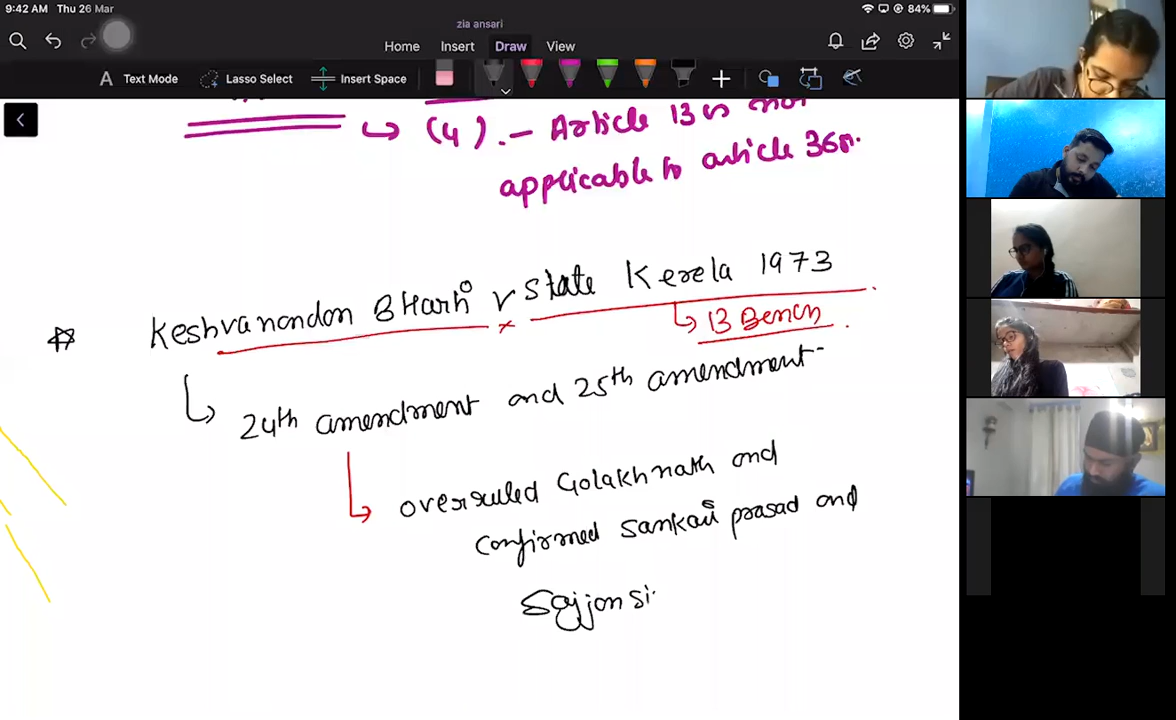 9:42 AM Thu 26 Mar
84%
zia ansari
Home Insert Draw View
Text Mode Lasso Select Insert Space
(4). - Article 13 is not
applicable to article 368.
Keshvanandan Bharti v State Kerela 1973
13 Bench
24th amendment and 25th amendment
overruled Golakhnath and
confirmed Sankari prasad and
Sajjan si